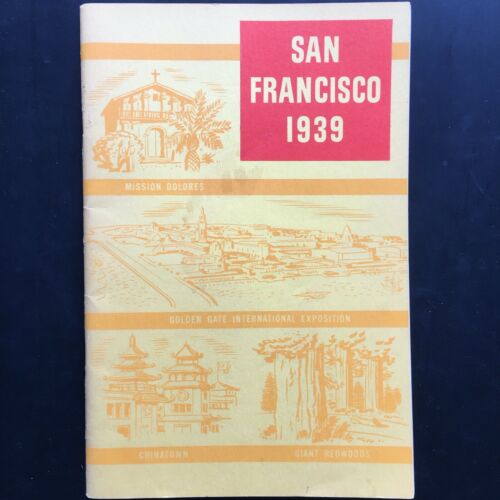 SAN
FRANCISCO
1939
MISSION DOLORES
GOLDEN GATE INTERNATIONAL EXPOSITION
CHINATOWN
GIANT REDWOODS